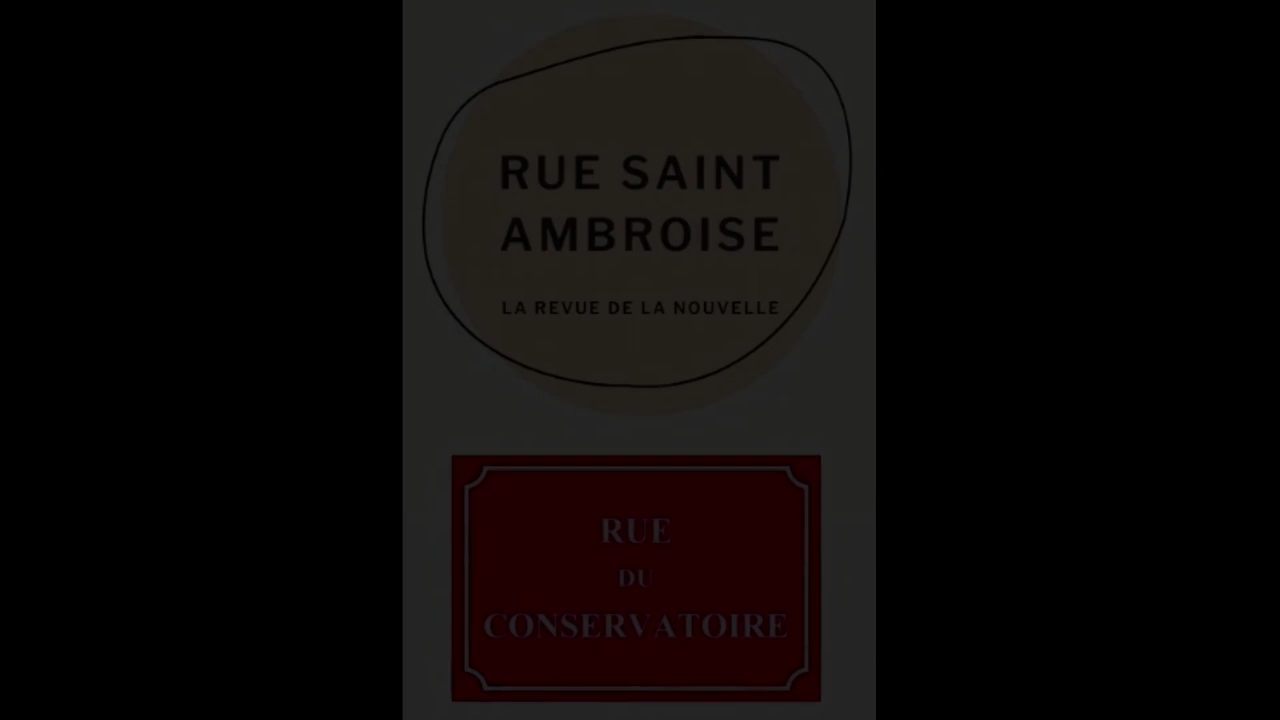 RUE SAINT
AMBROISE
LA REVUE DE LA NOUVELLE
RUE
DU
CONSERVATOIRE